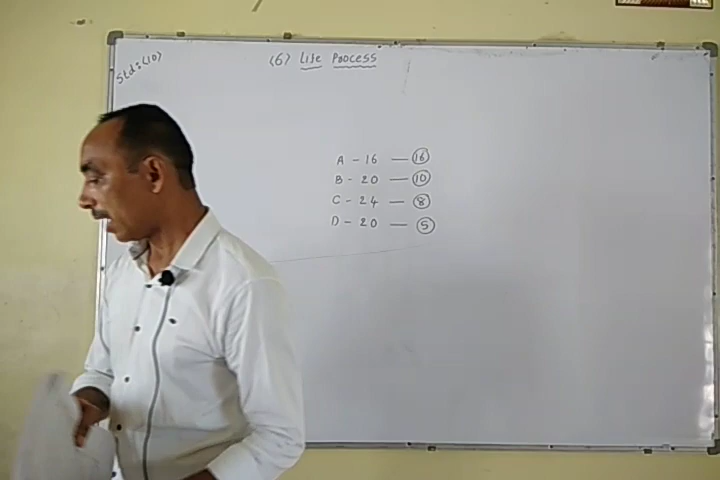 Std:(10)
(6) Life Process
A - 16 — 16
B - 20 — 10
C - 24 — 8
D - 20 — 5